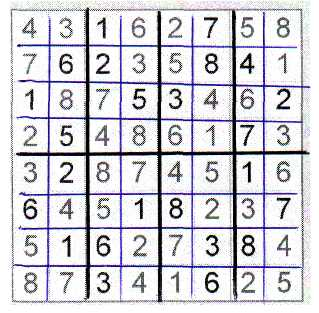 4 3 1 6 2 7 5 8
7 6 2 3 5 8 4 1
1 8 7 5 3 4 6 2
2 5 4 8 6 1 7 3
3 2 8 7 4 5 1 6
6 4 5 1 8 2 3 7
5 1 6 2 7 3 8 4
8 7 3 4 1 6 2 5